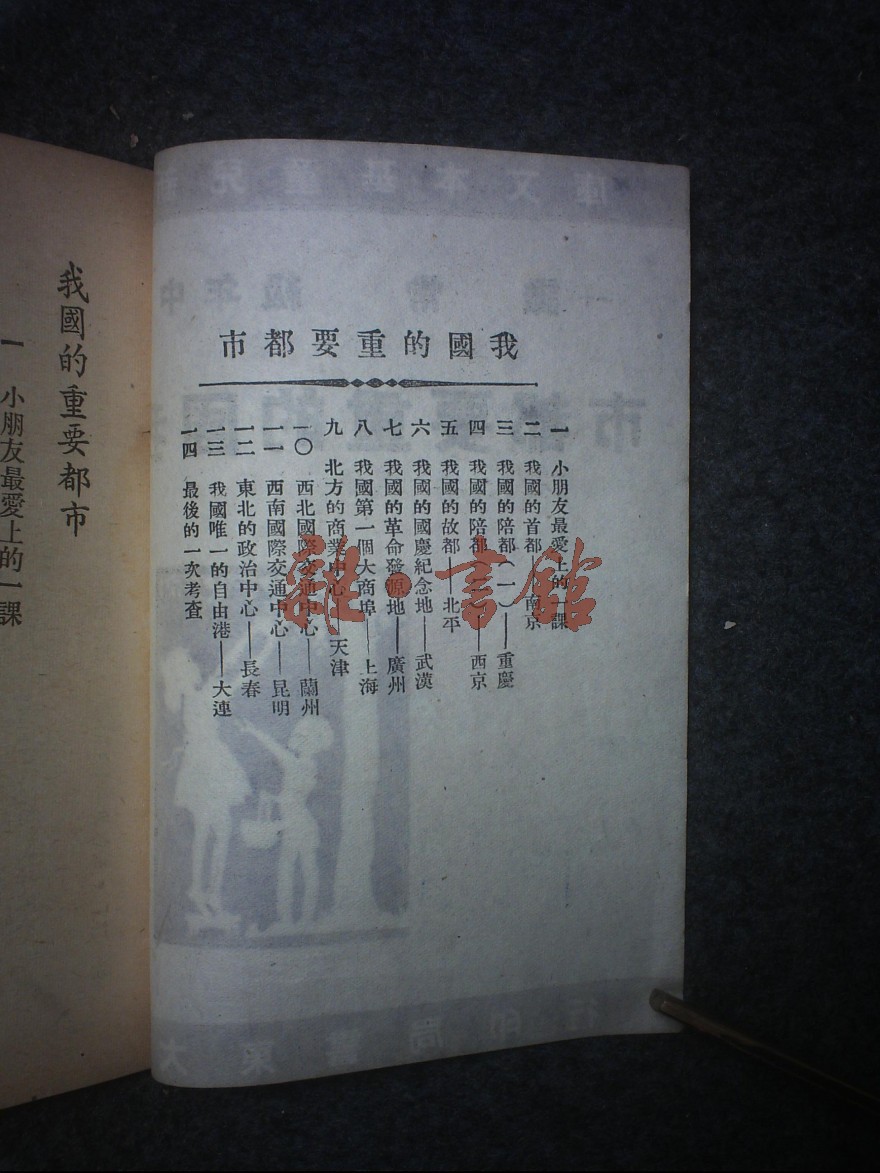 我國的重要都市
一　小朋友最愛上的一課
二　我國的首都——南京
三　我國的陪都(一)——重慶
四　我國的陪都——西京
五　我國的故都——北平
六　我國的國慶紀念地——武漢
七　我國的革命發源地——廣州
八　我國第一個大商埠——上海
九　北方的商業中心——天津
一〇　西北國際交通中心——蘭州
一一　西南國際交通中心——昆明
一二　東北的政治中心——長春
一三　我國唯一的自由港——大連
一四　最後的一次考查
雜·書館
我國的重要都市
一　小朋友最愛上的一課